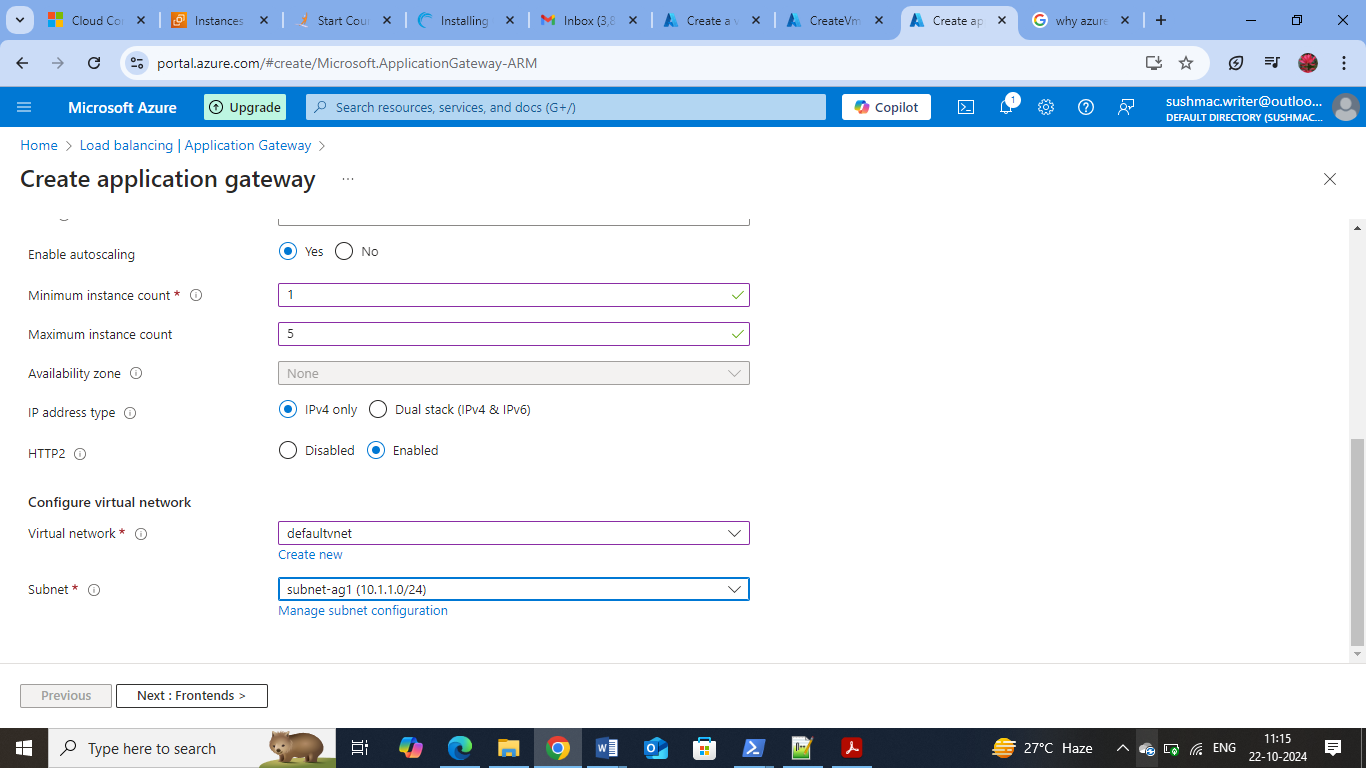 Cloud Co
Instances
Start Cou
Installing
Inbox (3,8
Create a v
CreateVm
Create ap
why azure
portal.azure.com/#create/Microsoft.ApplicationGateway-ARM
Microsoft Azure
Upgrade
Search resources, services, and docs (G+/)
Copilot
1
sushmac.writer@outloo...
DEFAULT DIRECTORY (SUSHMAC...
Home > Load balancing | Application Gateway >
Create application gateway ...
Enable autoscaling Yes No
Minimum instance count * 1
Maximum instance count 5
Availability zone None
IP address type IPv4 only Dual stack (IPv4 & IPv6)
HTTP2 Disabled Enabled
Configure virtual network
Virtual network * defaultvnet
Create new
Subnet * subnet-ag1 (10.1.1.0/24)
Manage subnet configuration
Previous
Next : Frontends >
Type here to search
27°C Haze
ENG
11:15
22-10-2024